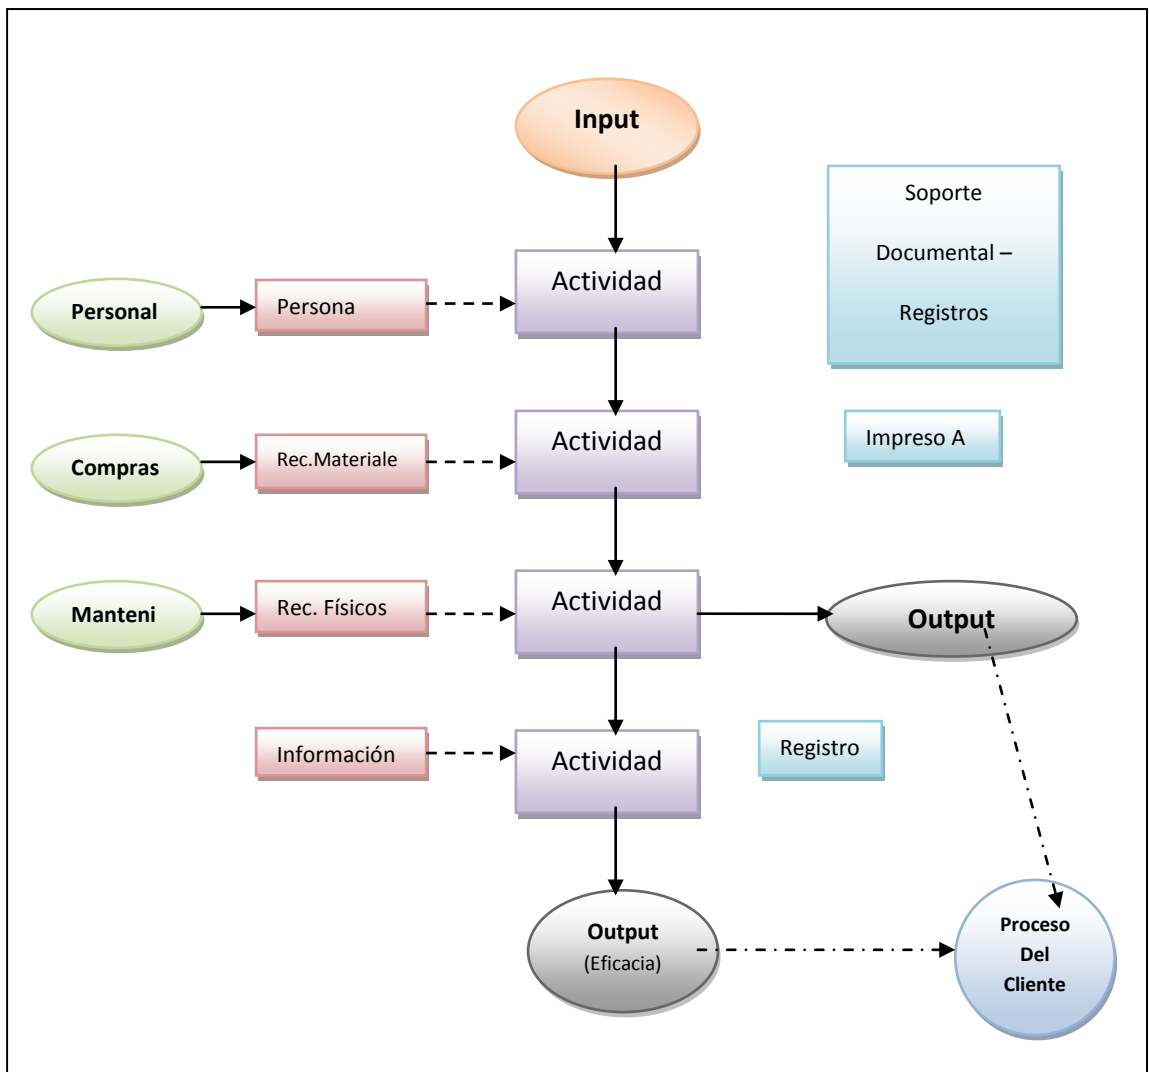 Input
Soporte
Documental –
Registros
Actividad
Personal
Persona
Actividad
Impreso A
Compras
Rec.Materiale
Actividad
Manteni
Rec. Físicos
Output
Actividad
Información
Registro
Output
(Eficacia)
Proceso
Del
Cliente